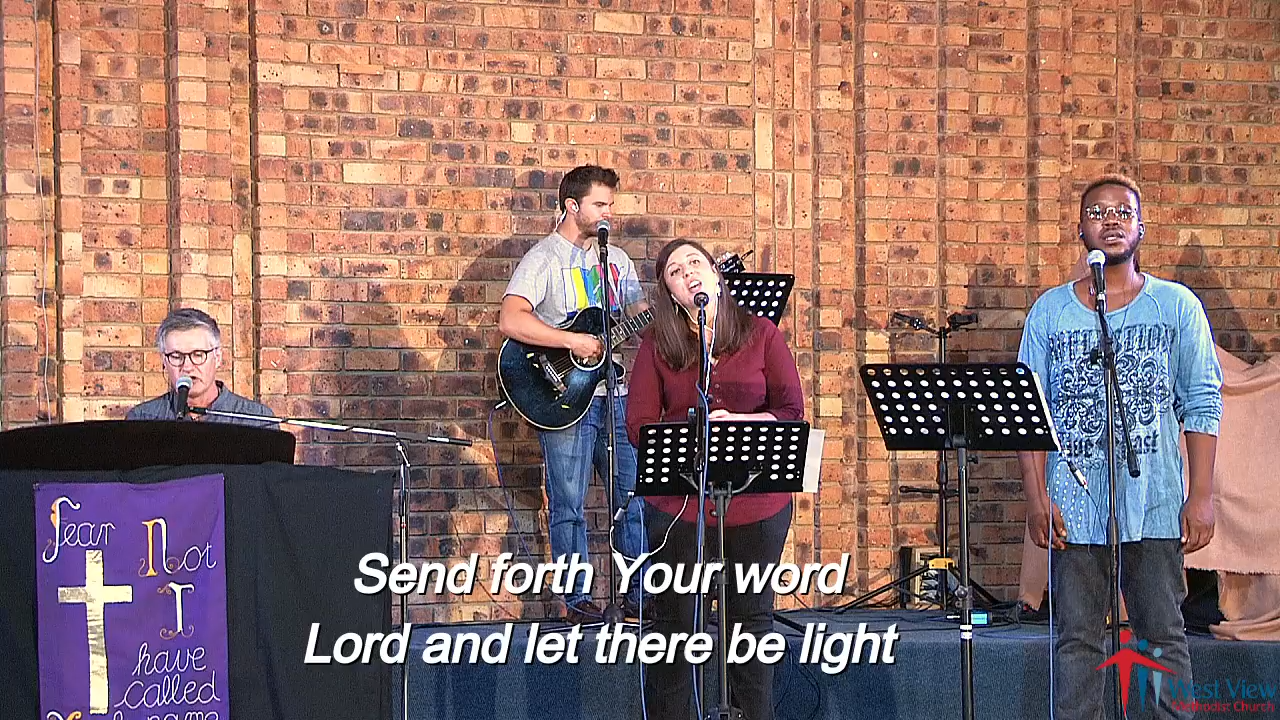 Fear Not
I
have
called
Send forth Your word
Lord and let there be light
West View
Methodist Church